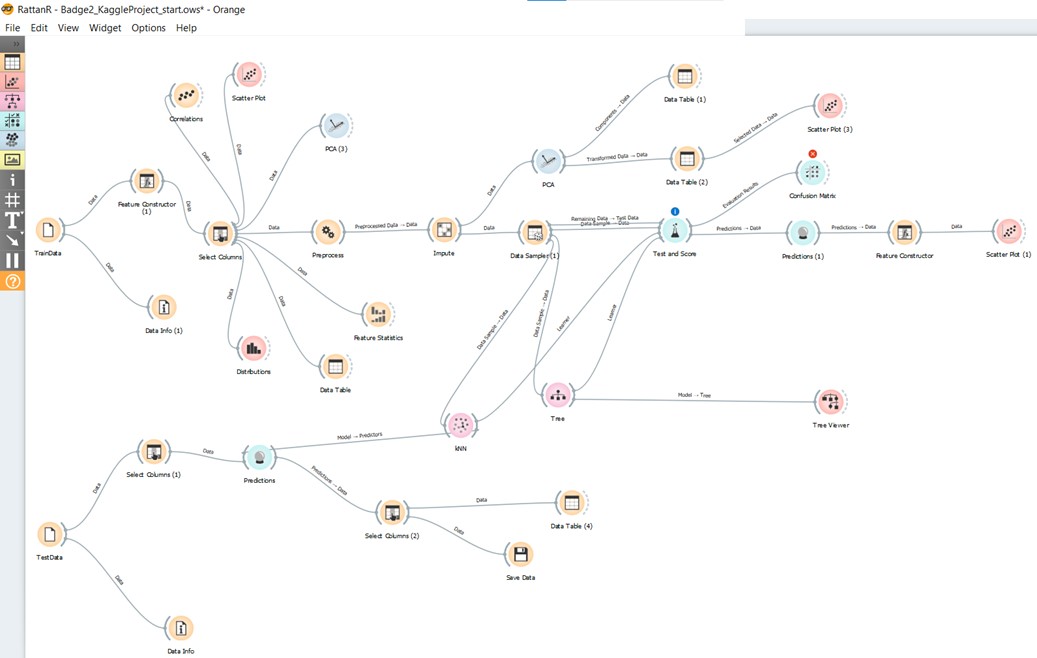 RattanR - Badge2_KaggleProject_start.ows* - Orange
File Edit View Widget Options Help
Scatter Plot
Correlations
Data Table (1)
Components → Data
Scatter Plot (3)
Selected Data → Data
PCA (3)
Data
Data
Data
PCA
Transformed Data → Data
Data Table (2)
Confusion Matrix
Evaluation Results
Data
Feature Constructor
(1)
Data
Data
TrainData
Data
Select Columns
Data
Preprocess
Preprocessed Data → Data
Impute
Data
Data Sampler (1)
Remaining Data → Test Data
Data Sample → Data
Test and Score
Predictions → Data
Predictions (1)
Predictions → Data
Feature Constructor
Data
Scatter Plot (1)
Data
Data
Data
Data Info (1)
Feature Statistics
Data Sample → Data
Data Sample → Data
Learner
Learner
Distributions
Data Table
Tree
Model → Tree
Tree Viewer
kNN
Model → Predictors
Select Columns (1)
Data
Predictions
Predictions → Data
Data
Select Columns (2)
Data
Data Table (4)
Data
Save Data
TestData
Data
Data Info